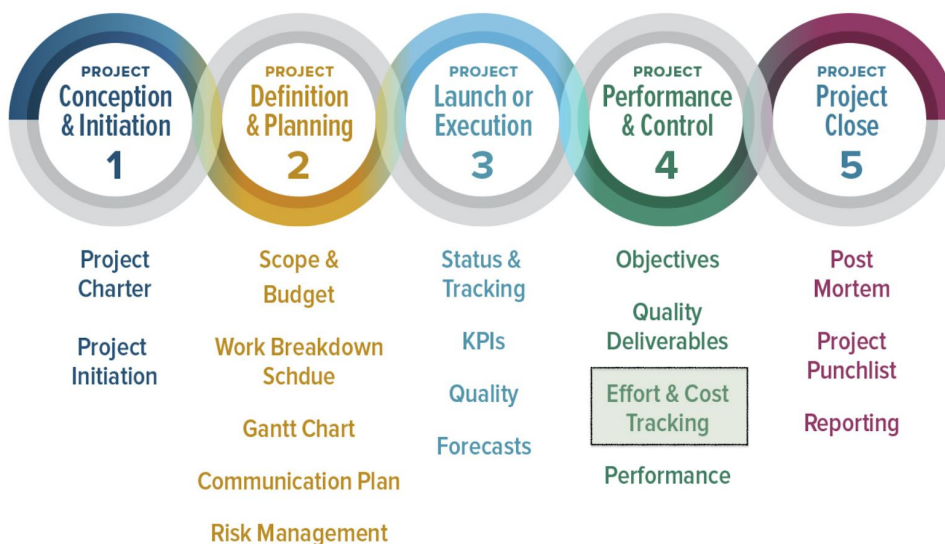 PROJECT
Conception
& Initiation
1
PROJECT
Definition
& Planning
2
PROJECT
Launch or
Execution
3
PROJECT
Performance
& Control
4
PROJECT
Project
Close
5
Project
Charter
Project
Initiation
Scope &
Budget
Work Breakdown
Schdue
Gantt Chart
Communication Plan
Risk Management
Status &
Tracking
KPIs
Quality
Forecasts
Objectives
Quality
Deliverables
Effort & Cost
Tracking
Performance
Post
Mortem
Project
Punchlist
Reporting